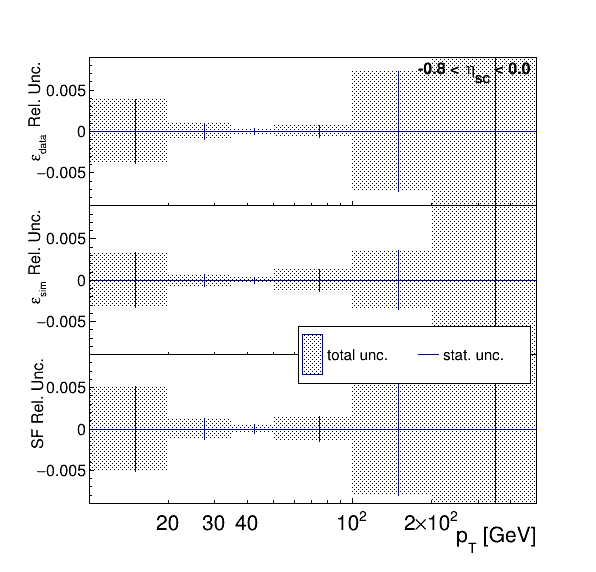 -0.8 < η_SC < 0.0
ε_data Rel. Unc.
0.005
0
−0.005
ε_sim Rel. Unc.
0.005
0
−0.005
total unc.
stat. unc.
SF Rel. Unc.
0.005
0
−0.005
20 30 40 10² 2×10²
p_T [GeV]